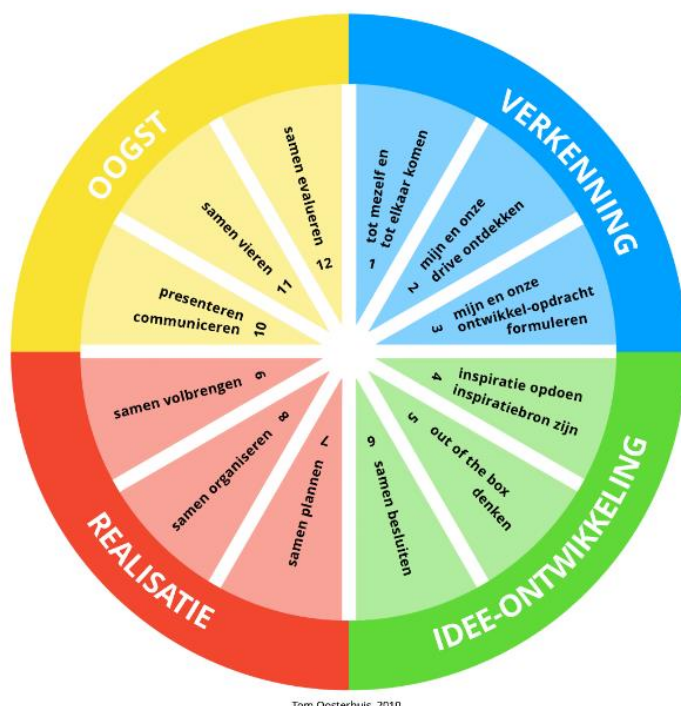 VERKENNING
tot mezelf en
tot elkaar komen
1
mijn en onze
drive ontdekken
2
mijn en onze
ontwikkel-opdracht
formuleren
3
IDEE-ONTWIKKELING
inspiratie opdoen
inspiratiebron zijn
4
out of the box
denken
5
samen besluiten
6
REALISATIE
samen plannen
7
samen organiseren
8
samen volbrengen
9
OOGST
presenteren
communiceren
10
samen vieren
11
samen evalueren
12
Tom Oosterhuis, 2010